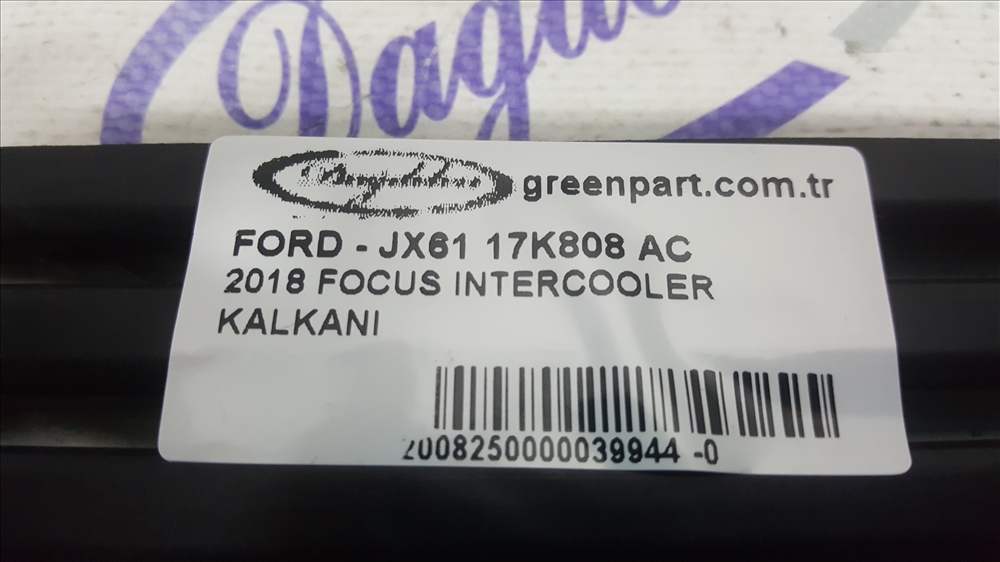 greenpart.com.tr
FORD - JX61 17K808 AC
2018 FOCUS INTERCOOLER
KALKANI
2008250000039944 -0